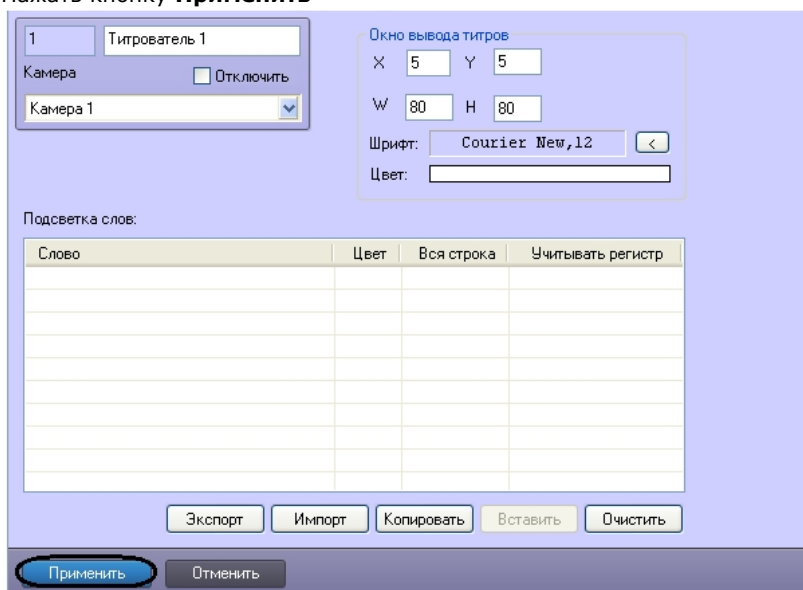 Нажать кнопку Применить
1 Титрователь 1
Камера Отключить
Камера 1
Окно вывода титров
X 5 Y 5
W 80 H 80
Шрифт: Courier New,12 <
Цвет:
Подсветка слов:
Слово Цвет Вся строка Учитывать регистр
Экспорт Импорт Копировать Вставить Очистить
Применить Отменить